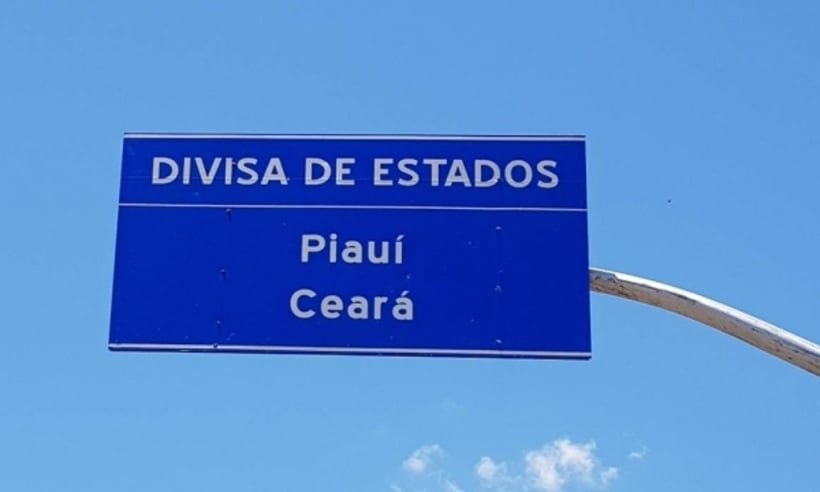 DIVISA DE ESTADOS
Piauí
Ceará